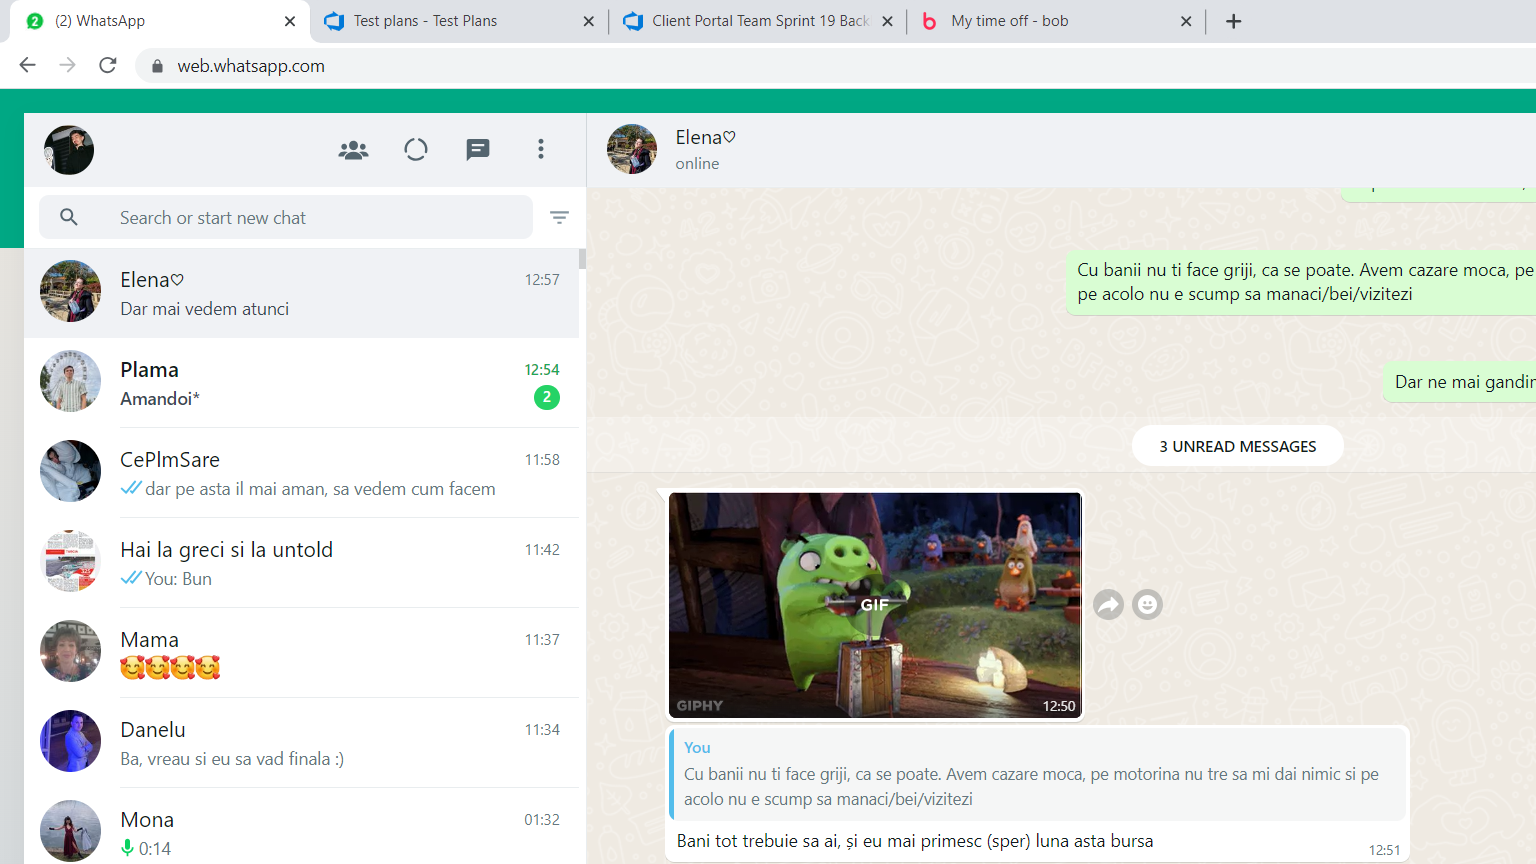 (2) WhatsApp
Test plans - Test Plans
Client Portal Team Sprint 19 Back
My time off - bob
web.whatsapp.com
Elena♡
online
Search or start new chat
Elena♡ 12:57
Dar mai vedem atunci
Plama 12:54
Amandoi* 2
CePlmSare 11:58
dar pe asta il mai aman, sa vedem cum facem
Hai la greci si la untold 11:42
You: Bun
Mama 11:37
🥰🥰🥰🥰
Danelu 11:34
Ba, vreau si eu sa vad finala :)
Mona 01:32
0:14
Cu banii nu ti face griji, ca se poate. Avem cazare moca, pe
pe acolo nu e scump sa manaci/bei/vizitezi
Dar ne mai gandim
3 UNREAD MESSAGES
GIF
GIPHY 12:50
You
Cu banii nu ti face griji, ca se poate. Avem cazare moca, pe motorina nu tre sa mi dai nimic si pe
acolo nu e scump sa manaci/bei/vizitezi
Bani tot trebuie sa ai, și eu mai primesc (sper) luna asta bursa
12:51